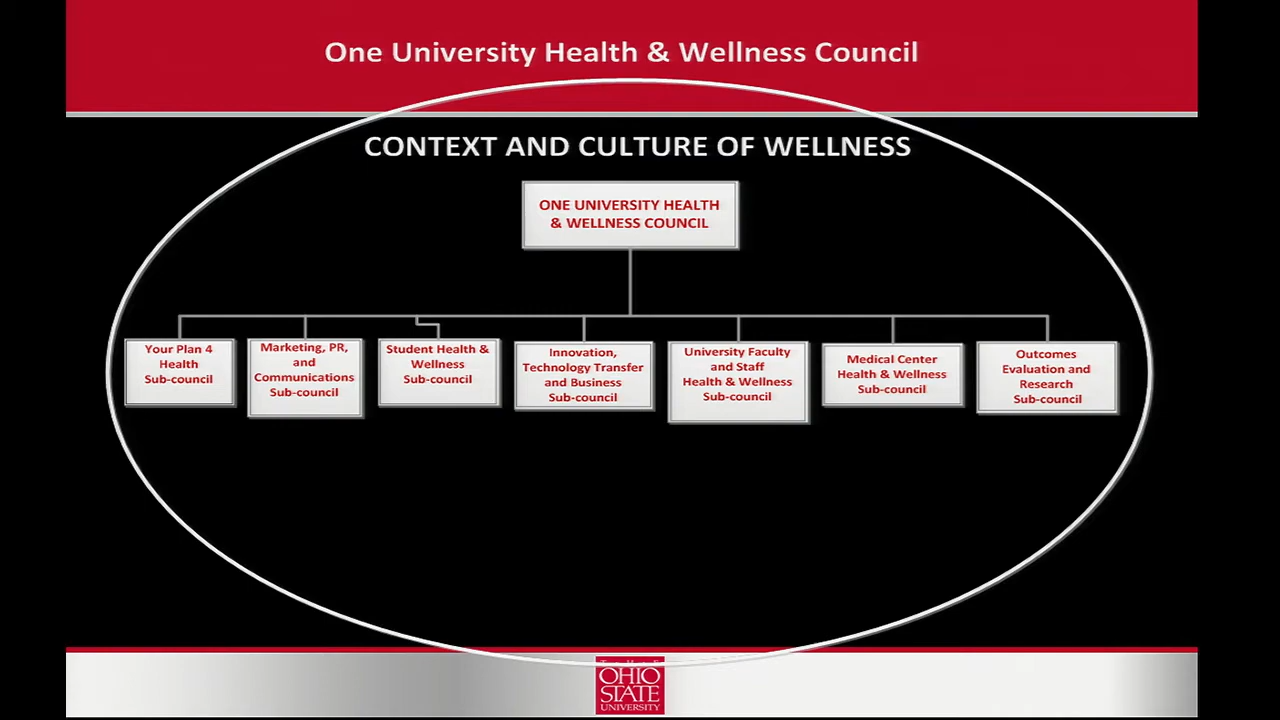 One University Health & Wellness Council
CONTEXT AND CULTURE OF WELLNESS
ONE UNIVERSITY HEALTH
& WELLNESS COUNCIL
Your Plan 4
Health
Sub-council
Marketing, PR,
and
Communications
Sub-council
Student Health &
Wellness
Sub-council
Innovation,
Technology Transfer
and Business
Sub-council
University Faculty
and Staff
Health & Wellness
Sub-council
Medical Center
Health & Wellness
Sub-council
Outcomes
Evaluation and
Research
Sub-council
THE
OHIO
STATE
UNIVERSITY